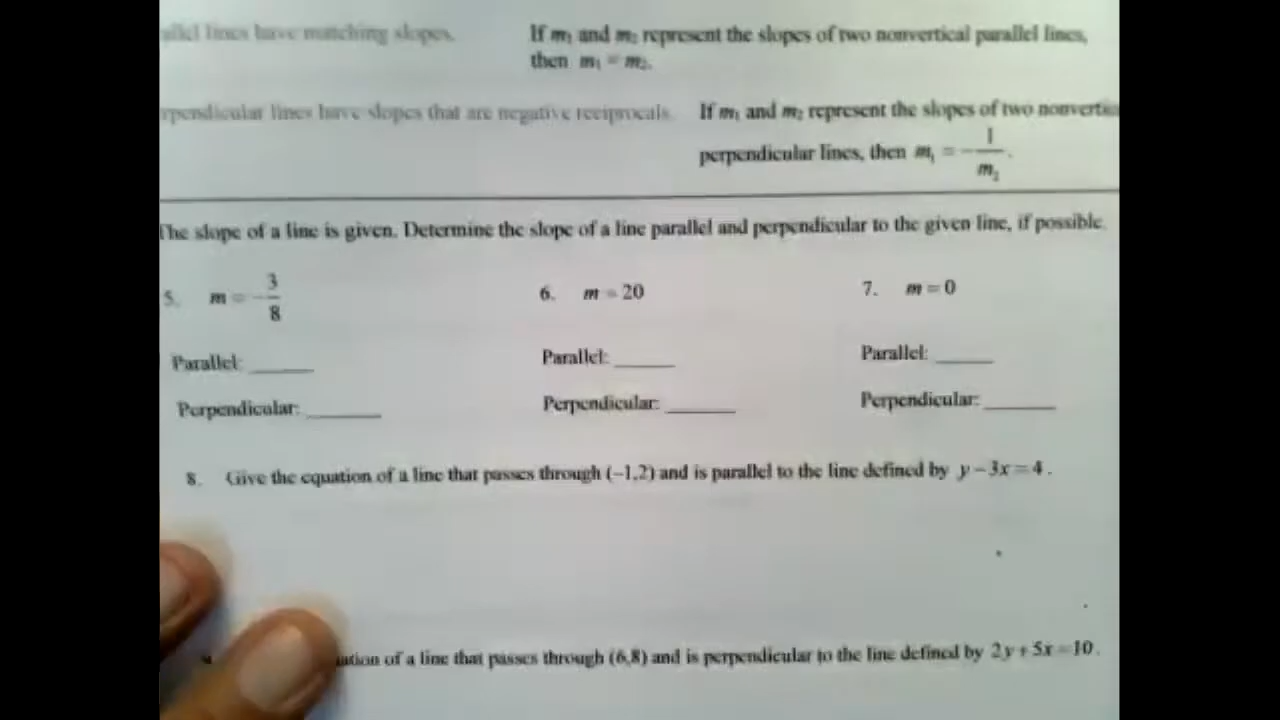 allel lines have matching slopes.
If m₁ and m₂ represent the slopes of two nonvertical parallel lines,
then m₁ = m₂.
rpendicular lines have slopes that are negative reciprocals.
If m₁ and m₂ represent the slopes of two nonvertic
perpendicular lines, then m₁ = -1/m₂.
The slope of a line is given. Determine the slope of a line parallel and perpendicular to the given line, if possible.
5. m = -3/8
6. m = 20
7. m = 0
Parallel: ______
Parallel: ______
Parallel: ______
Perpendicular: _______
Perpendicular: _______
Perpendicular: _______
8. Give the equation of a line that passes through (-1,2) and is parallel to the line defined by y - 3x = 4.
uation of a line that passes through (6,8) and is perpendicular to the line defined by 2y + 5x = 10.